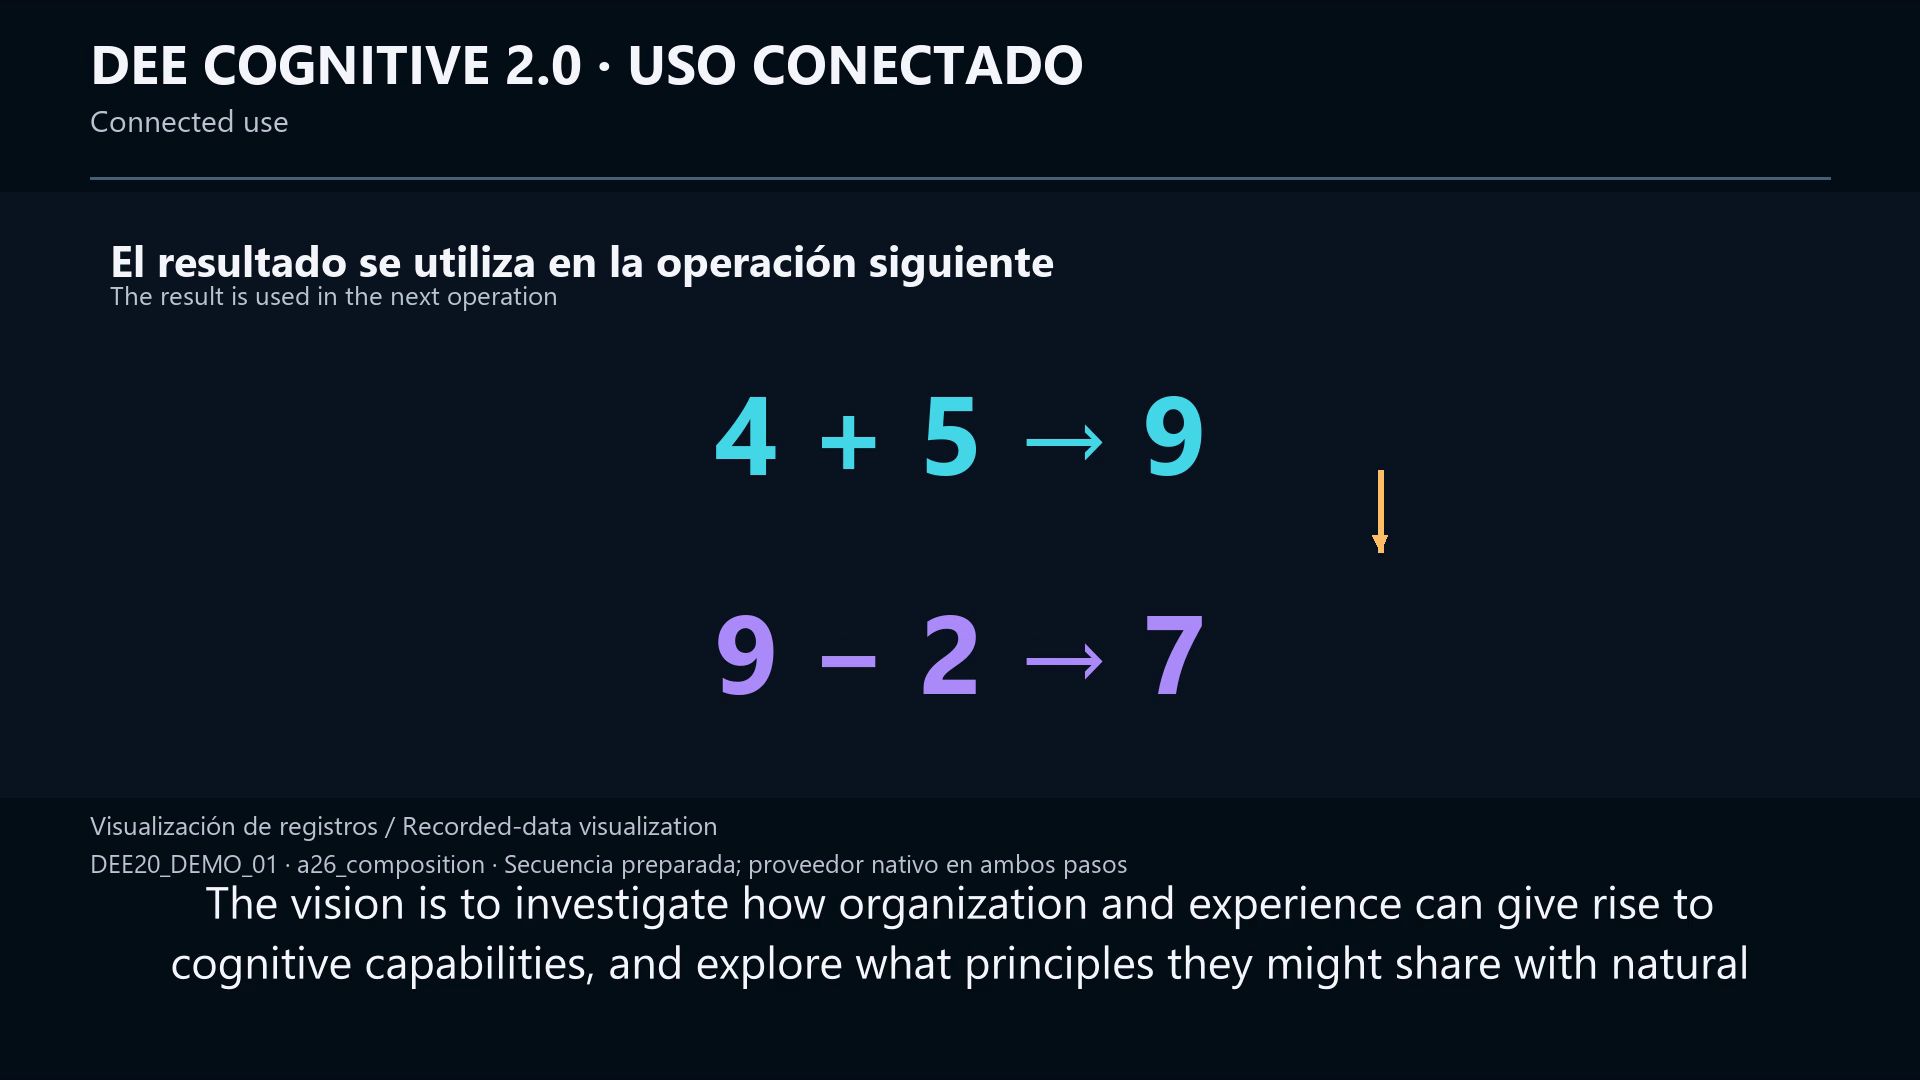 DEE COGNITIVE 2.0 · USO CONECTADO
Connected use
El resultado se utiliza en la operación siguiente
The result is used in the next operation
4 + 5 → 9
9 − 2 → 7
Visualización de registros / Recorded-data visualization
DEE20_DEMO_01 · a26_composition · Secuencia preparada; proveedor nativo en ambos pasos
The vision is to investigate how organization and experience can give rise to
cognitive capabilities, and explore what principles they might share with natural